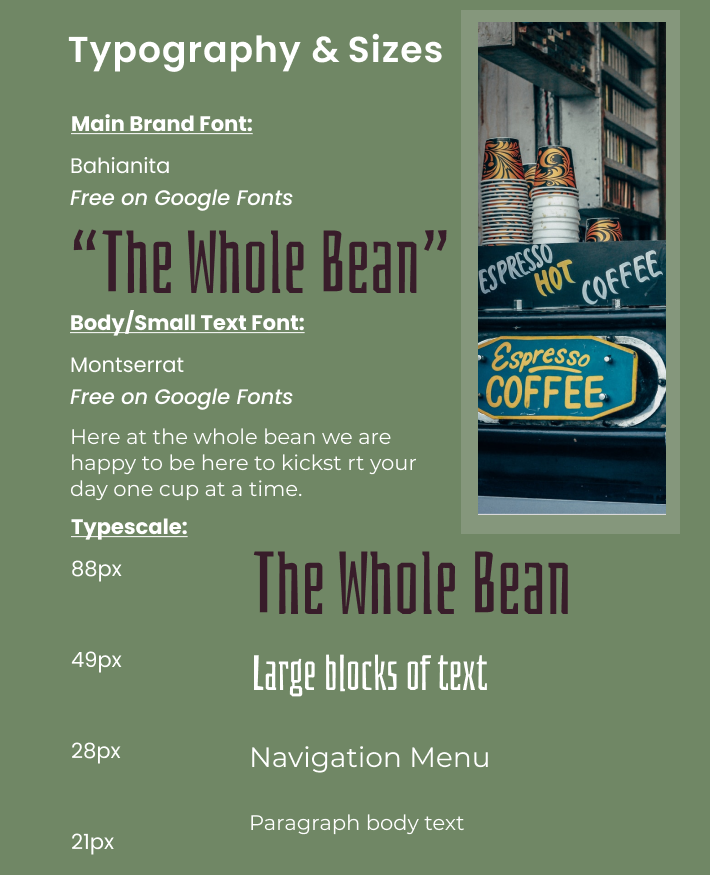 Typography & Sizes
Main Brand Font:
Bahianita
Free on Google Fonts
“The Whole Bean”
Body/Small Text Font:
Montserrat
Free on Google Fonts
Here at the whole bean we are
happy to be here to kickst rt your
day one cup at a time.
Typescale:
88px
The Whole Bean
49px
Large blocks of text
28px
Navigation Menu
21px
Paragraph body text
ESPRESSO HOT COFFEE
Espresso
COFFEE